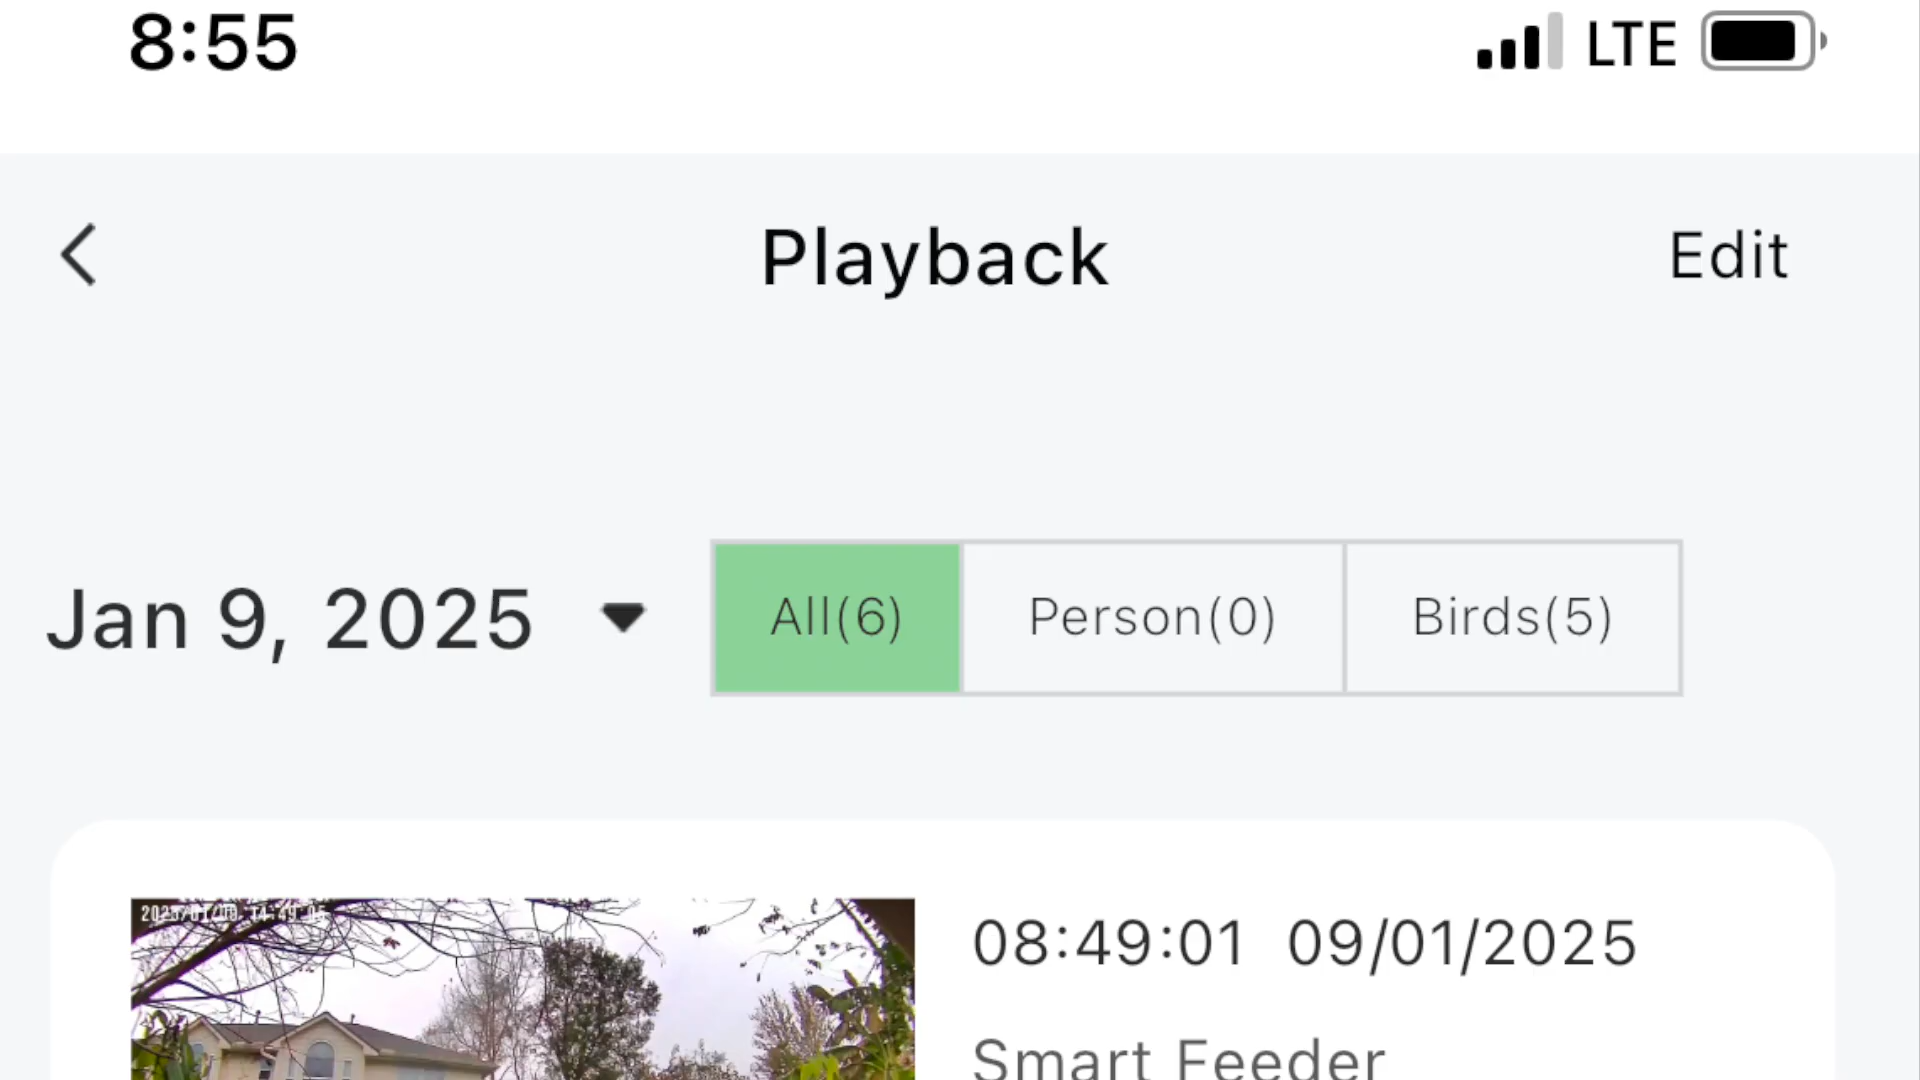 8:55 LTE
Playback
Edit
Jan 9, 2025
All(6)
Person(0)
Birds(5)
08:49:01 09/01/2025
Smart Feeder